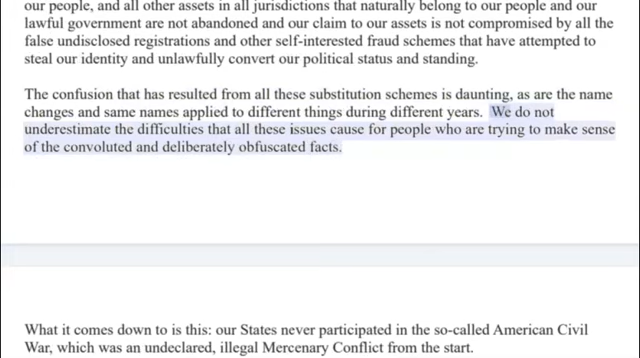 our people, and all other assets in all jurisdictions that naturally belong to our people and our
lawful government are not abandoned and our claim to our assets is not compromised by all the
false undisclosed registrations and other self-interested fraud schemes that have attempted to
steal our identity and unlawfully convert our political status and standing.
The confusion that has resulted from all these substitution schemes is daunting, as are the name
changes and same names applied to different things during different years.  We do not
underestimate the difficulties that all these issues cause for people who are trying to make sense
of the convoluted and deliberately obfuscated facts.
What it comes down to is this: our States never participated in the so-called American Civil
War, which was an undeclared, illegal Mercenary Conflict from the start.